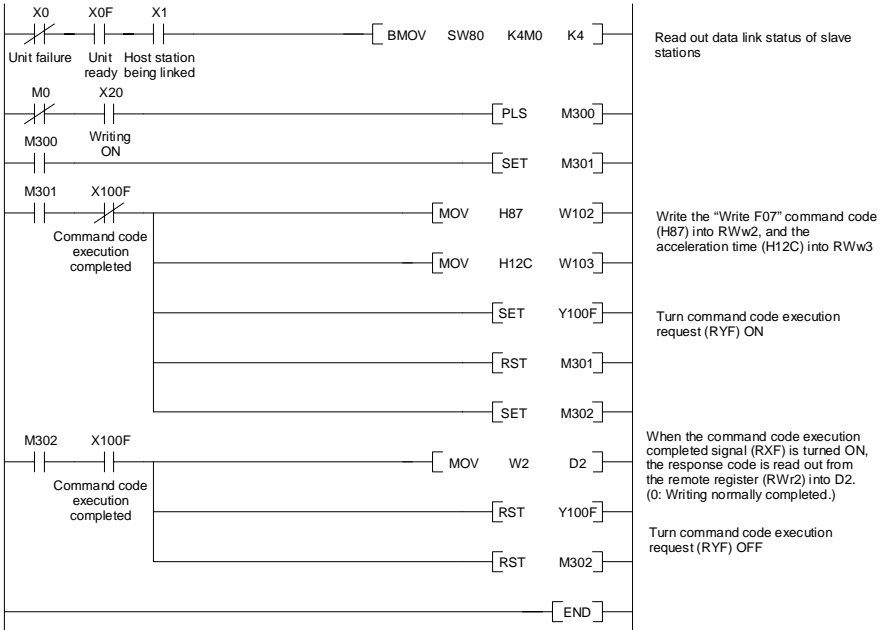 X0 X0F X1
BMOV SW80 K4M0 K4
Read out data link status of slave
stations
Unit failure Unit ready Host station being linked
M0 X20
PLS M300
Writing
ON
M300
SET M301
M301 X100F
MOV H87 W102
Write the “Write F07” command code
(H87) into RWw2, and the
acceleration time (H12C) into RWw3
Command code
execution
completed
MOV H12C W103
SET Y100F
Turn command code execution
request (RYF) ON
RST M301
SET M302
M302 X100F
MOV W2 D2
When the command code execution
completed signal (RXF) is turned ON,
the response code is read out from
the remote register (RWr2) into D2.
(0: Writing normally completed.)
Command code
execution
completed
RST Y100F
Turn command code execution
request (RYF) OFF
RST M302
END